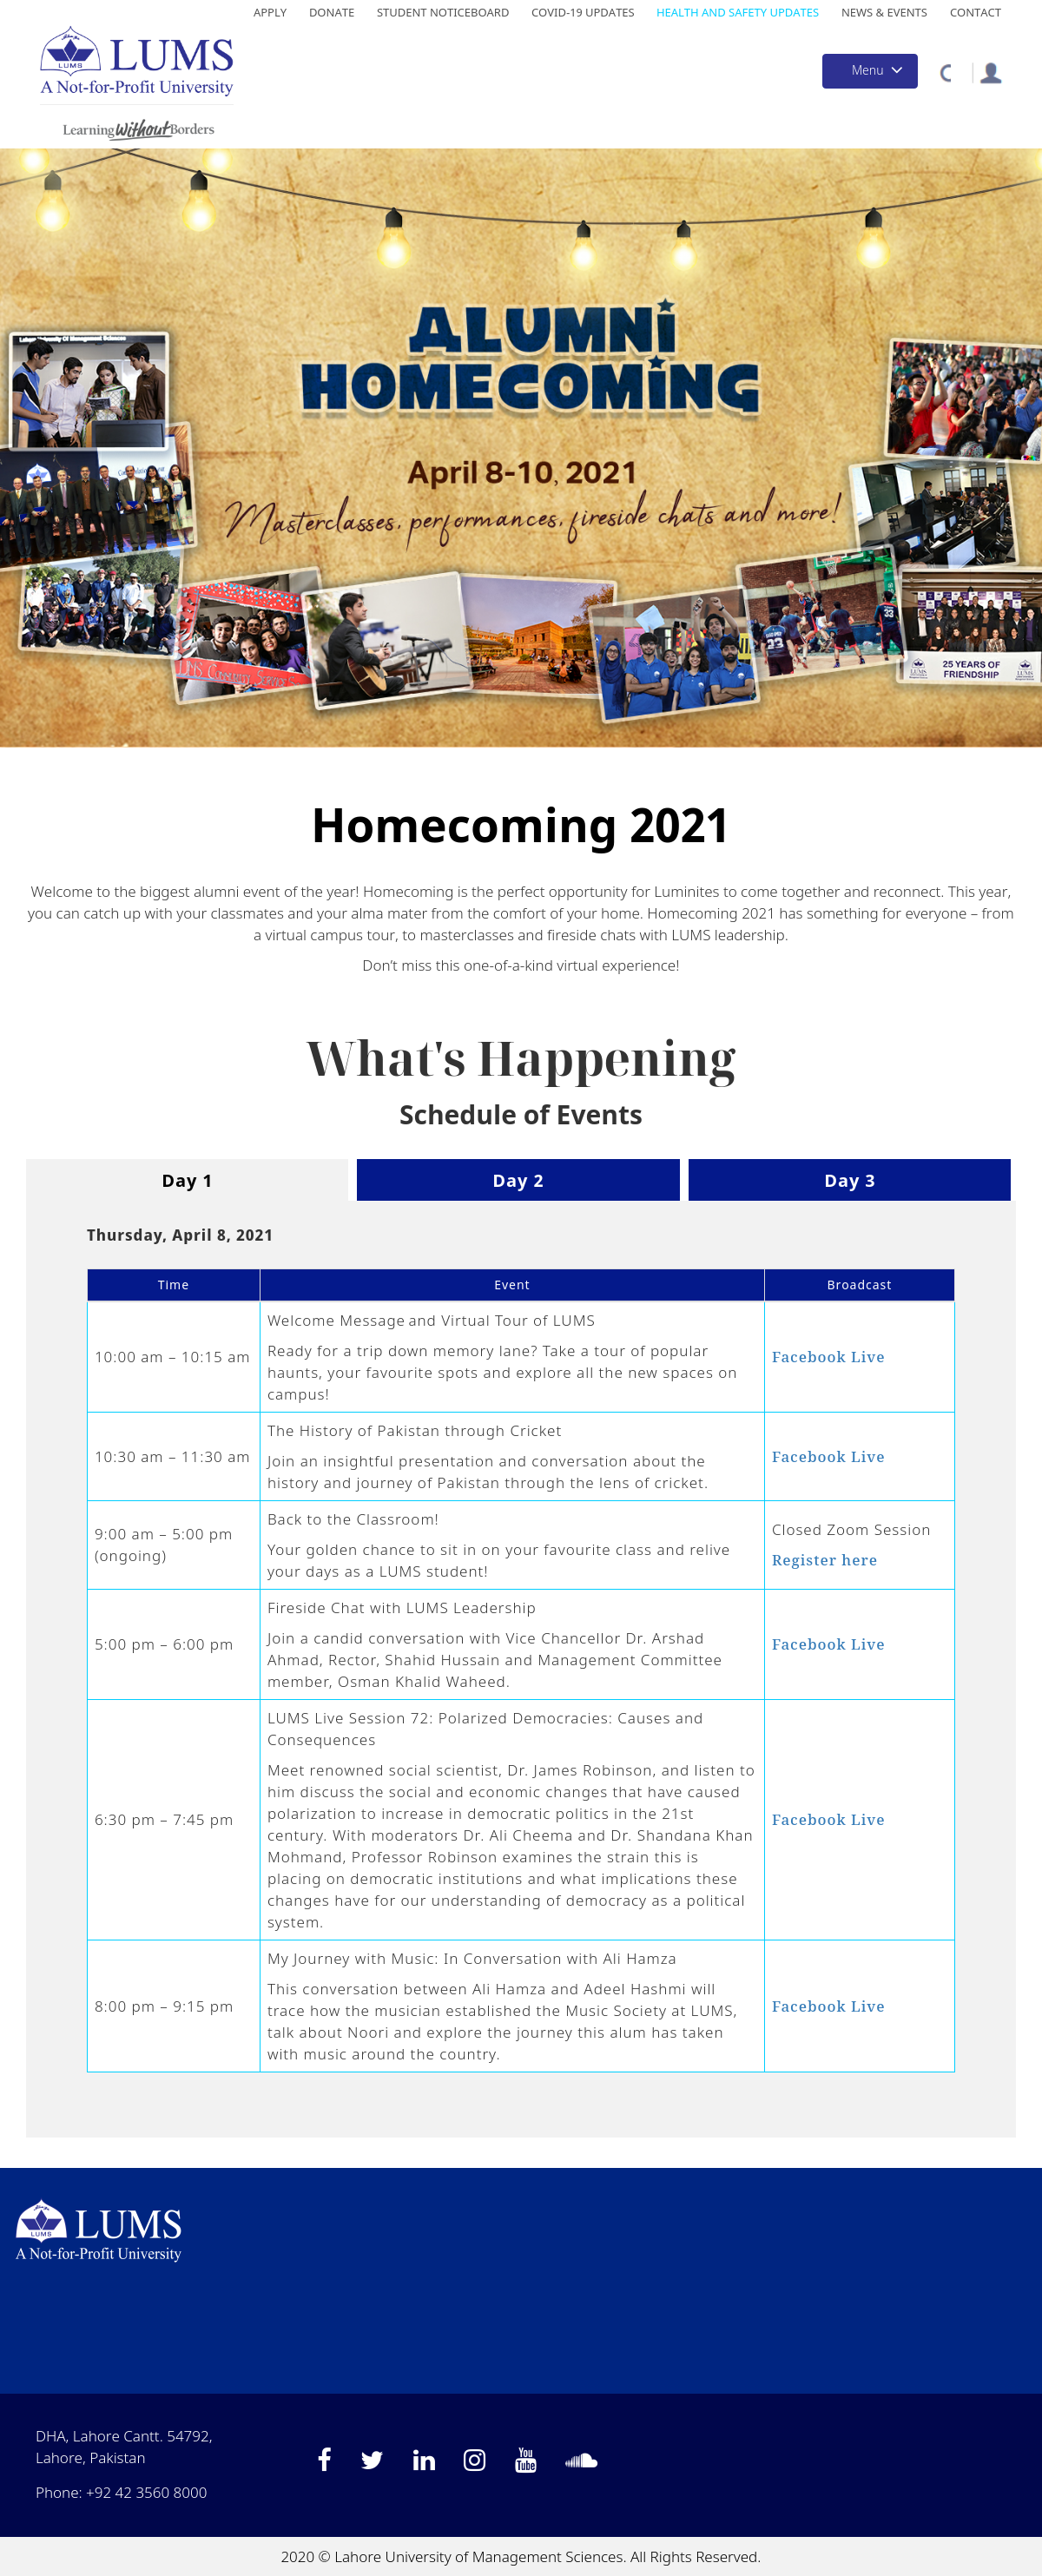 APPLY DONATE STUDENT NOTICEBOARD COVID-19 UPDATES HEALTH AND SAFETY UPDATES NEWS & EVENTS CONTACT
LUMS
LUMS
A Not-for-Profit University
Menu
Learning Without Borders
ALUMNi
HOMECOMiNG
April 8-10, 2021
Masterclasses, performances, fireside chats and more!
25 YEARS OF
FRIENDSHIP
Homecoming 2021
Welcome to the biggest alumni event of the year! Homecoming is the perfect opportunity for Luminites to come together and reconnect. This year,
you can catch up with your classmates and your alma mater from the comfort of your home. Homecoming 2021 has something for everyone – from
a virtual campus tour, to masterclasses and fireside chats with LUMS leadership.
Don’t miss this one-of-a-kind virtual experience!
What's Happening
Schedule of Events
Day 1 Day 2 Day 3
Thursday, April 8, 2021
Time Event Broadcast
10:00 am – 10:15 am
Welcome Message and Virtual Tour of LUMS
Ready for a trip down memory lane? Take a tour of popular
haunts, your favourite spots and explore all the new spaces on
campus!
Facebook Live
10:30 am – 11:30 am
The History of Pakistan through Cricket
Join an insightful presentation and conversation about the
history and journey of Pakistan through the lens of cricket.
Facebook Live
9:00 am – 5:00 pm
(ongoing)
Back to the Classroom!
Your golden chance to sit in on your favourite class and relive
your days as a LUMS student!
Closed Zoom Session
Register here
5:00 pm – 6:00 pm
Fireside Chat with LUMS Leadership
Join a candid conversation with Vice Chancellor Dr. Arshad
Ahmad, Rector, Shahid Hussain and Management Committee
member, Osman Khalid Waheed.
Facebook Live
6:30 pm – 7:45 pm
LUMS Live Session 72: Polarized Democracies: Causes and
Consequences
Meet renowned social scientist, Dr. James Robinson, and listen to
him discuss the social and economic changes that have caused
polarization to increase in democratic politics in the 21st
century. With moderators Dr. Ali Cheema and Dr. Shandana Khan
Mohmand, Professor Robinson examines the strain this is
placing on democratic institutions and what implications these
changes have for our understanding of democracy as a political
system.
Facebook Live
8:00 pm – 9:15 pm
My Journey with Music: In Conversation with Ali Hamza
This conversation between Ali Hamza and Adeel Hashmi will
trace how the musician established the Music Society at LUMS,
talk about Noori and explore the journey this alum has taken
with music around the country.
Facebook Live
LUMS
LUMS
A Not-for-Profit University
DHA, Lahore Cantt. 54792,
Lahore, Pakistan
Phone: +92 42 3560 8000
You
Tube
2020 © Lahore University of Management Sciences. All Rights Reserved.